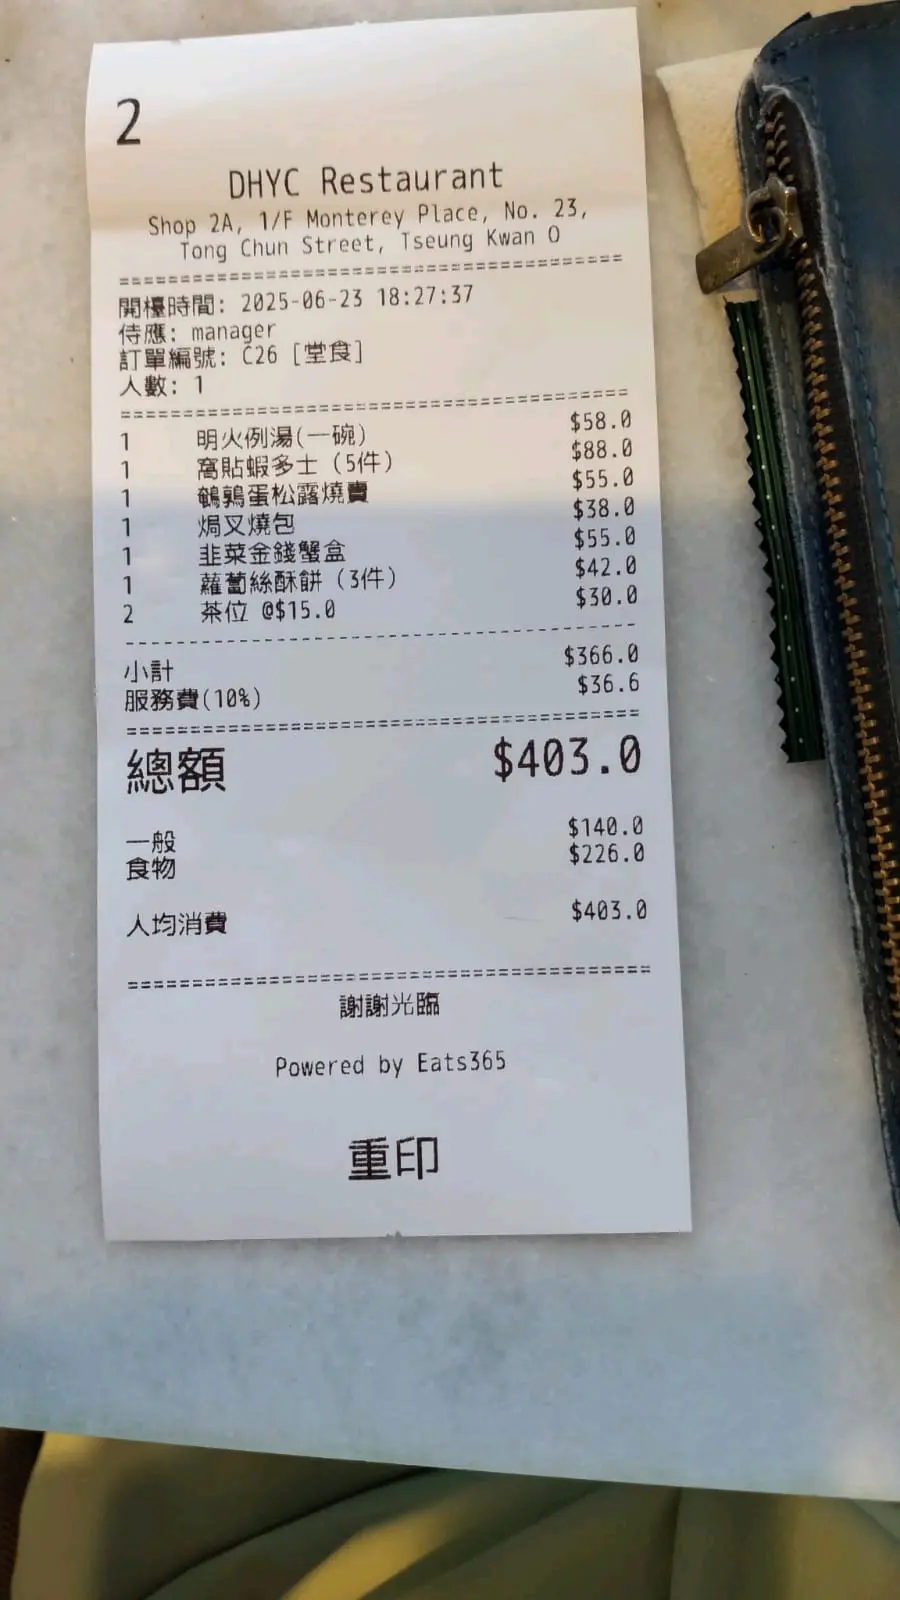 2
DHYC Restaurant
Shop 2A, 1/F Monterey Place, No. 23,
Tong Chun Street, Tseung Kwan O
開檯時間: 2025-06-23 18:27:37
侍應: manager
訂單編號: C26 [堂食]
人數: 1
1 明火例湯(一碗) $58.0
1 窩貼蝦多士 (5件) $88.0
1 鵪鶉蛋松露燒賣 $55.0
1 焗叉燒包 $38.0
1 韭菜金錢蟹盒 $55.0
1 蘿蔔絲酥餅 (3件) $42.0
2 茶位 @$15.0 $30.0
小計 $366.0
服務費(10%) $36.6
總額 $403.0
一般 $140.0
食物 $226.0
人均消費 $403.0
謝謝光臨
Powered by Eats365
重印